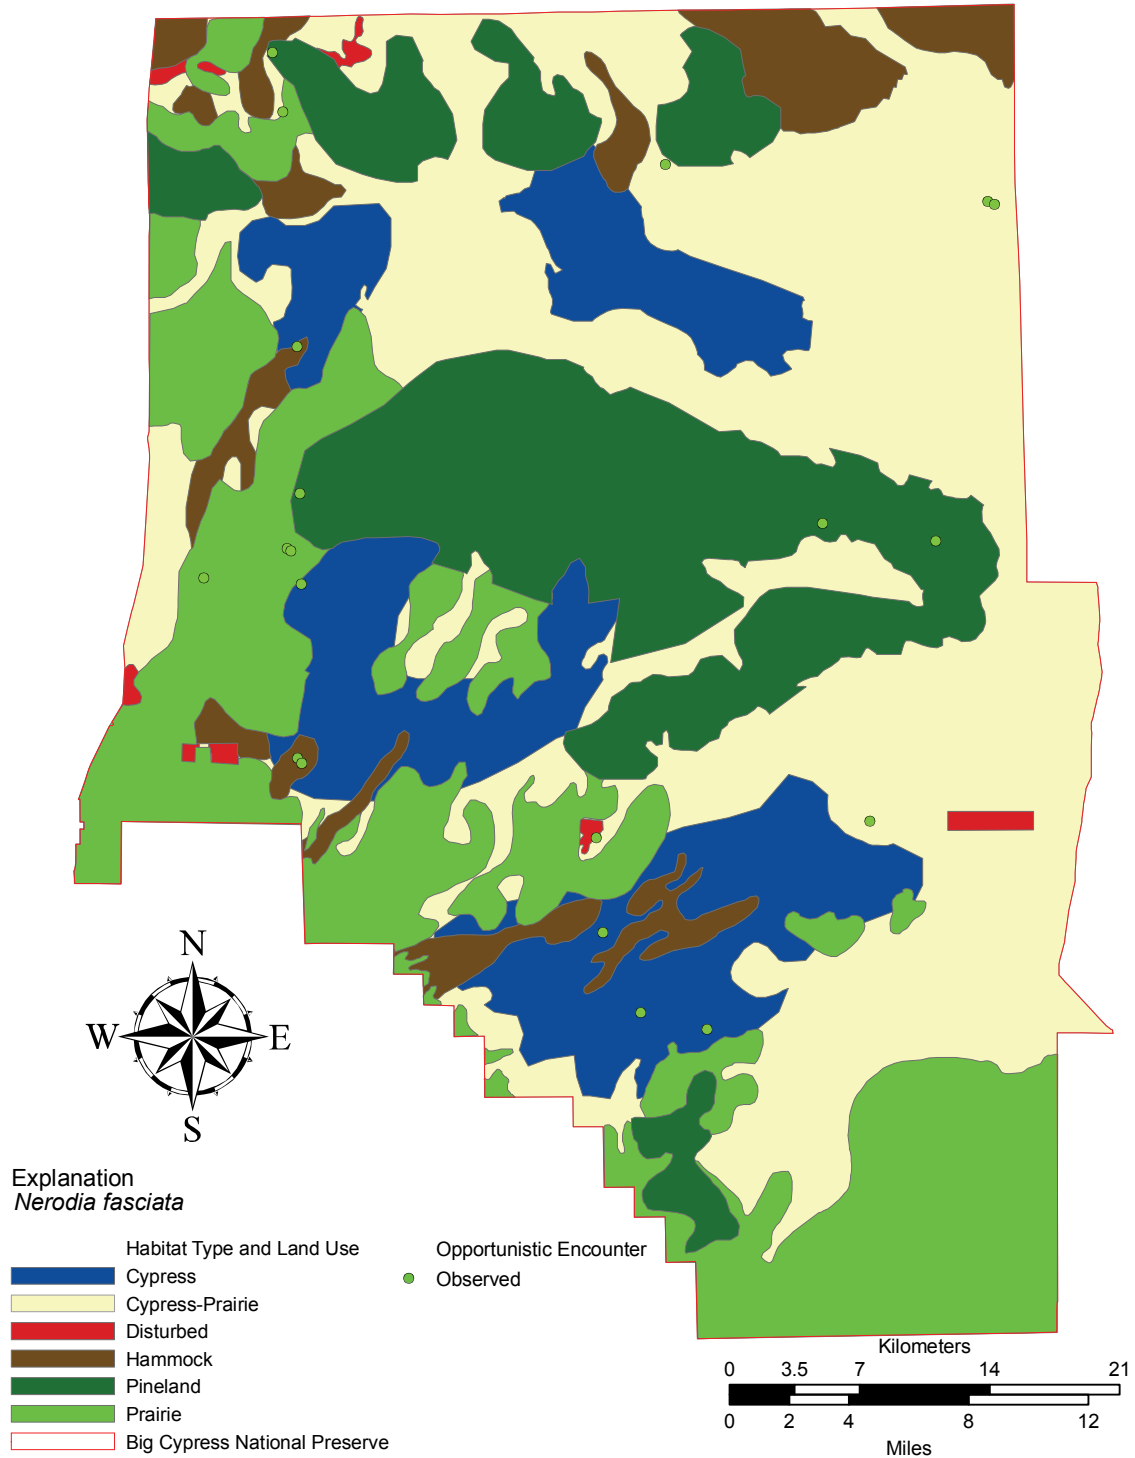 N
W E
S
Explanation
Nerodia fasciata
Habitat Type and Land Use
Cypress
Cypress-Prairie
Disturbed
Hammock
Pineland
Prairie
Big Cypress National Preserve
Opportunistic Encounter
Observed
Kilometers
0 3.5 7 14 21
0 2 4 8 12
Miles